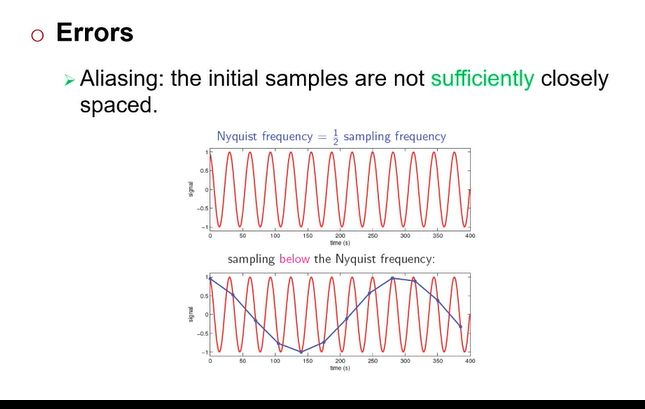 Errors
Aliasing: the initial samples are not sufficiently closely
spaced.
Nyquist frequency = 1/2 sampling frequency
1
0.5
0
-0.5
-1
signal
0 50 100 150 200 250 300 350 400
time (s)
sampling below the Nyquist frequency:
1
0.5
0
-0.5
-1
signal
0 50 100 150 200 250 300 350 400
time (s)